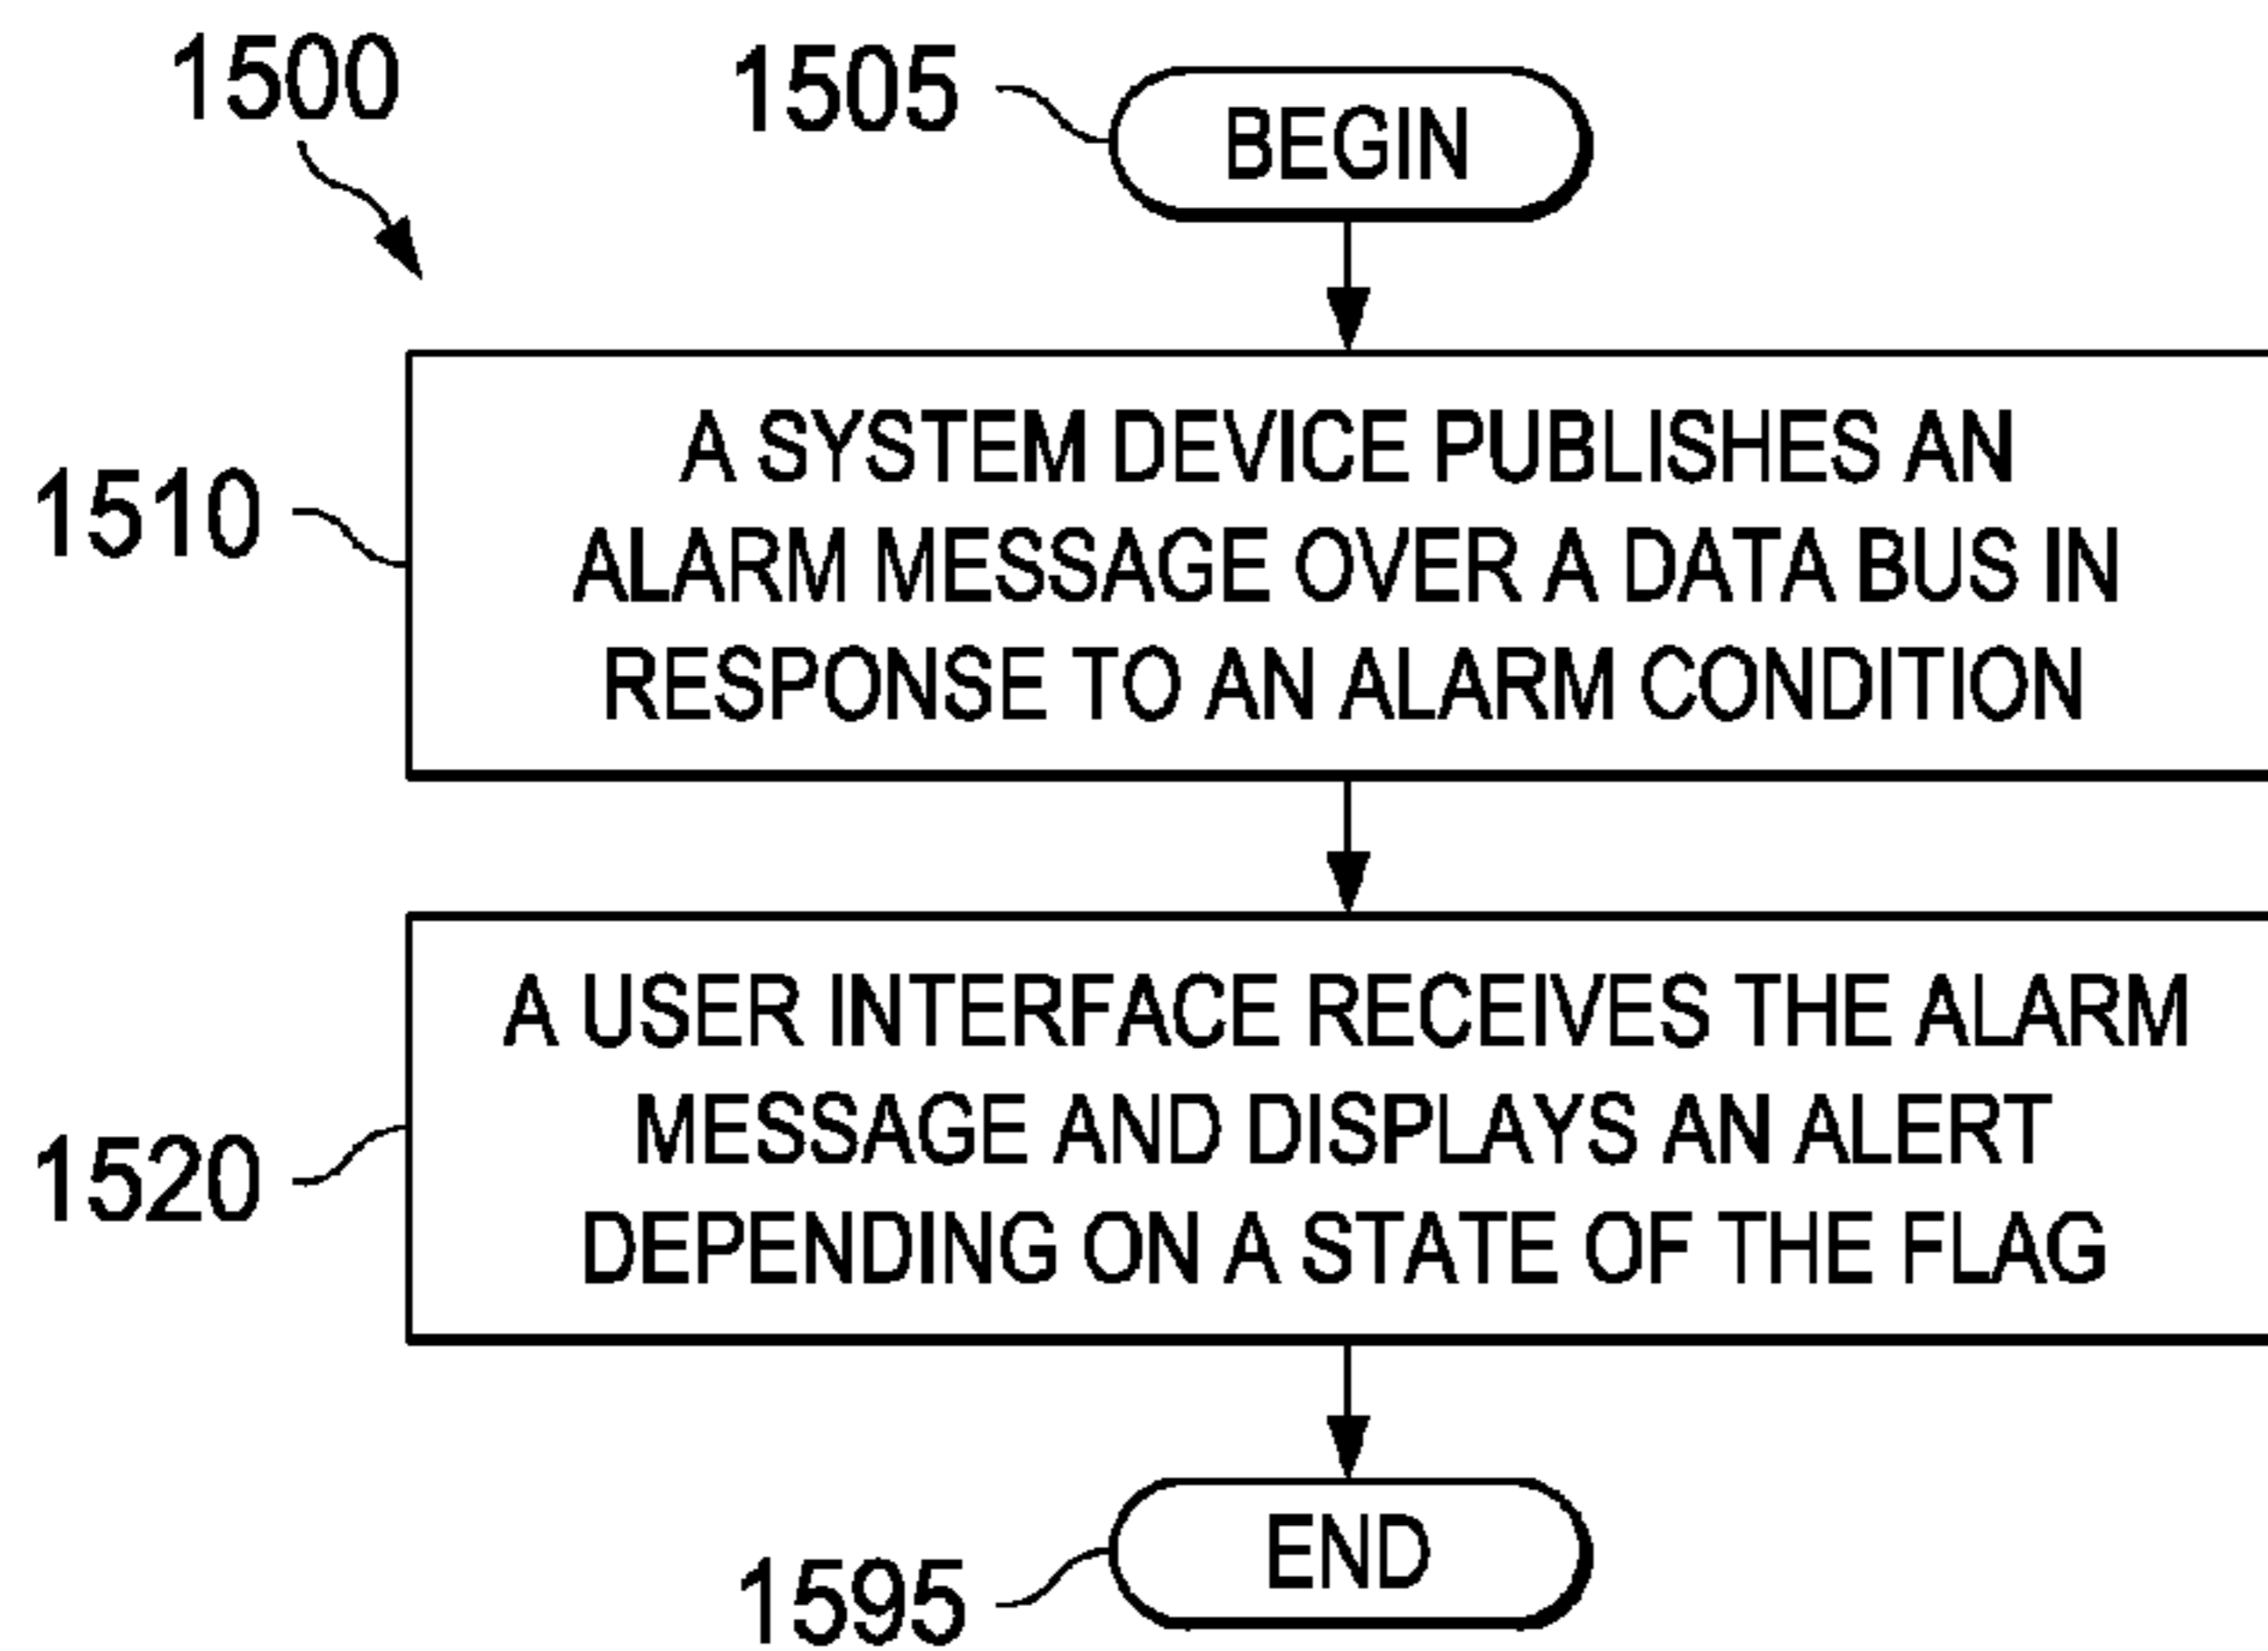 1500
1505
BEGIN
1510
A SYSTEM DEVICE PUBLISHES AN
ALARM MESSAGE OVER A DATA BUS IN
RESPONSE TO AN ALARM CONDITION
1520
A USER INTERFACE RECEIVES THE ALARM
MESSAGE AND DISPLAYS AN ALERT
DEPENDING ON A STATE OF THE FLAG
1595
END